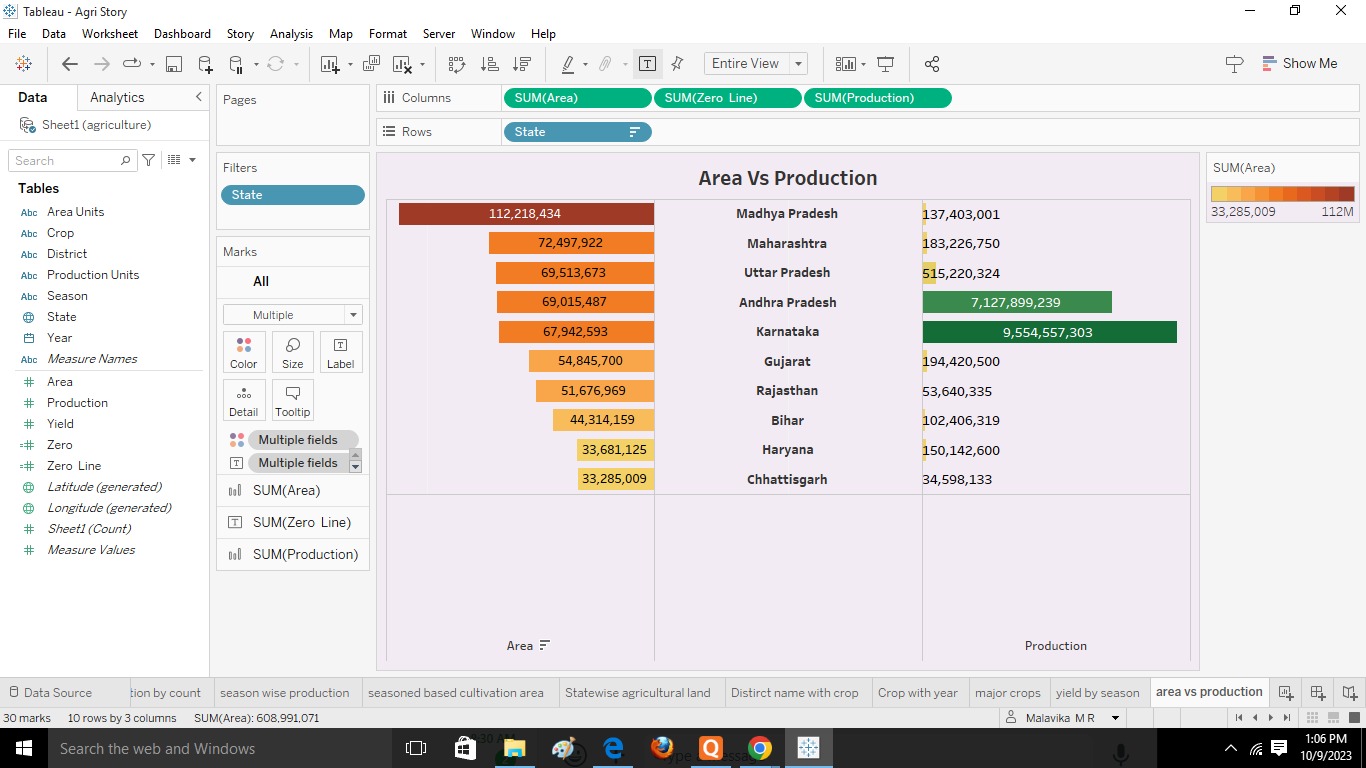 Tableau - Agri Story
File Data Worksheet Dashboard Story Analysis Map Format Server Window Help
Entire View
Show Me
Data Analytics
Sheet1 (agriculture)
Search
Tables
Abc Area Units
Abc Crop
Abc District
Abc Production Units
Abc Season
State
Year
Abc Measure Names
# Area
# Production
# Yield
=# Zero
=# Zero Line
Latitude (generated)
Longitude (generated)
# Sheet1 (Count)
# Measure Values
Pages
Filters
State
Marks
All
Multiple
Color Size Label
Detail Tooltip
Multiple fields
Multiple fields
SUM(Area)
SUM(Zero Line)
SUM(Production)
Columns SUM(Area) SUM(Zero Line) SUM(Production)
Rows State
Area Vs Production
112,218,434 Madhya Pradesh 137,403,001
72,497,922 Maharashtra 183,226,750
69,513,673 Uttar Pradesh 515,220,324
69,015,487 Andhra Pradesh 7,127,899,239
67,942,593 Karnataka 9,554,557,303
54,845,700 Gujarat 194,420,500
51,676,969 Rajasthan 53,640,335
44,314,159 Bihar 102,406,319
33,681,125 Haryana 150,142,600
33,285,009 Chhattisgarh 34,598,133
Area Production
SUM(Area)
33,285,009 112M
Data Source tion by count season wise production seasoned based cultivation area Statewise agricultural land Distirct name with crop Crop with year major crops yield by season area vs production
30 marks 10 rows by 3 columns SUM(Area): 608,991,071 Malavika M R
Search the web and Windows
1:06 PM
10/9/2023